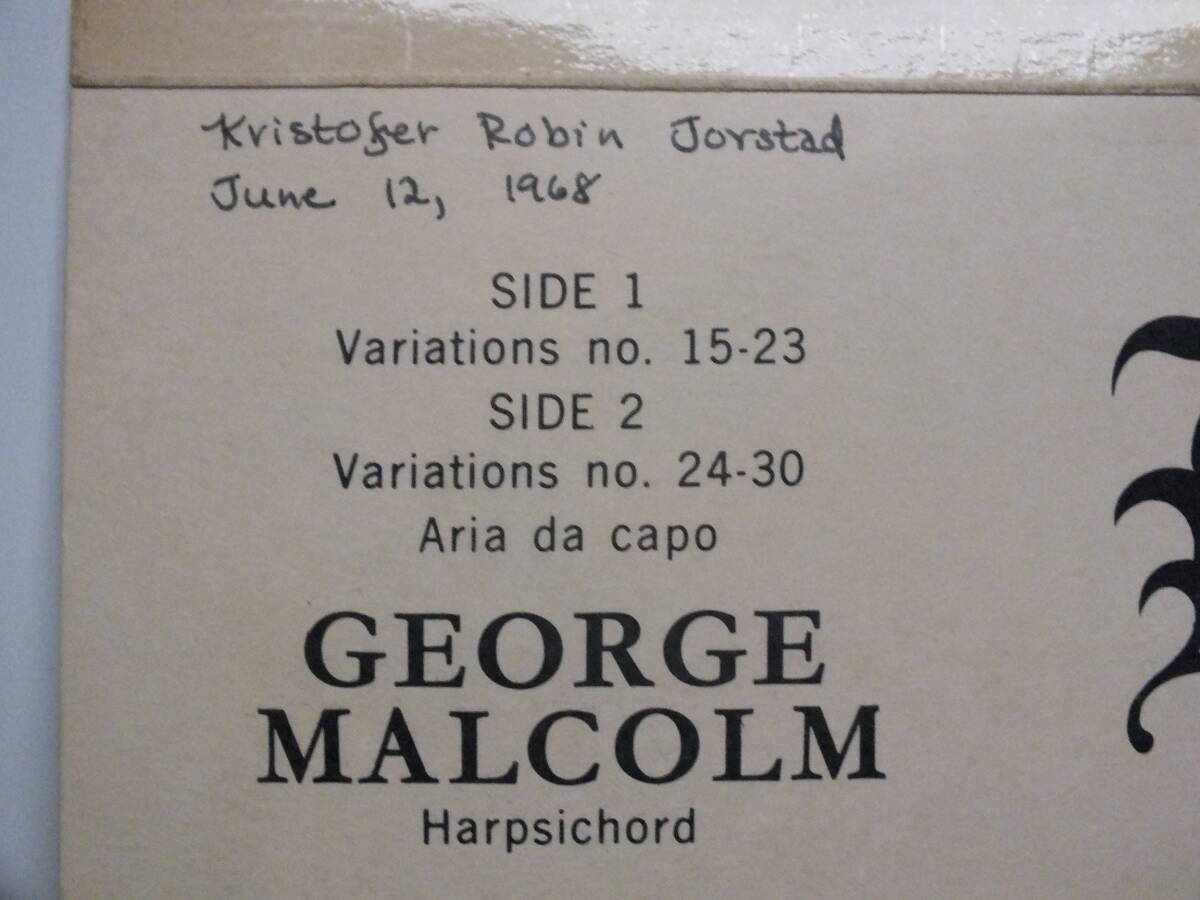 Kristofer Robin Jorstad
June 12, 1968
SIDE 1
Variations no. 15-23
SIDE 2
Variations no. 24-30
Aria da capo
GEORGE
MALCOLM
Harpsichord